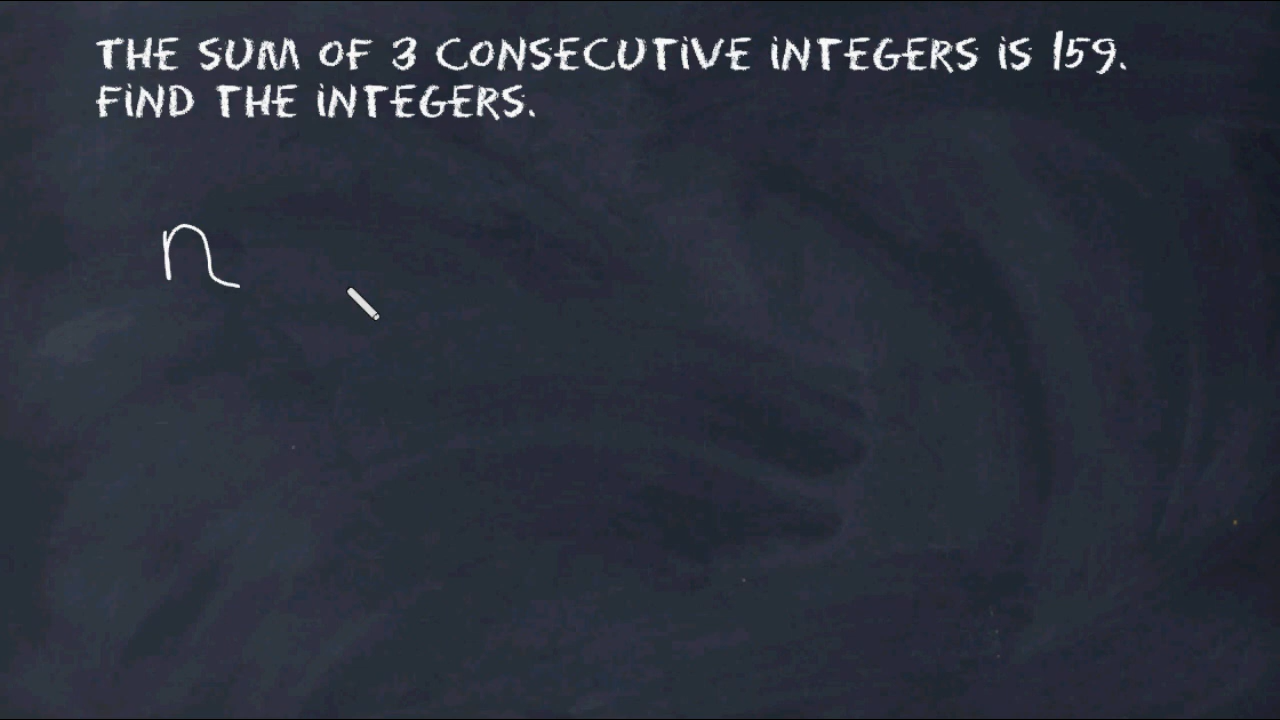 THE SUM OF 3 CONSECUTIVE INTEGERS IS 159.
FIND THE INTEGERS.
n